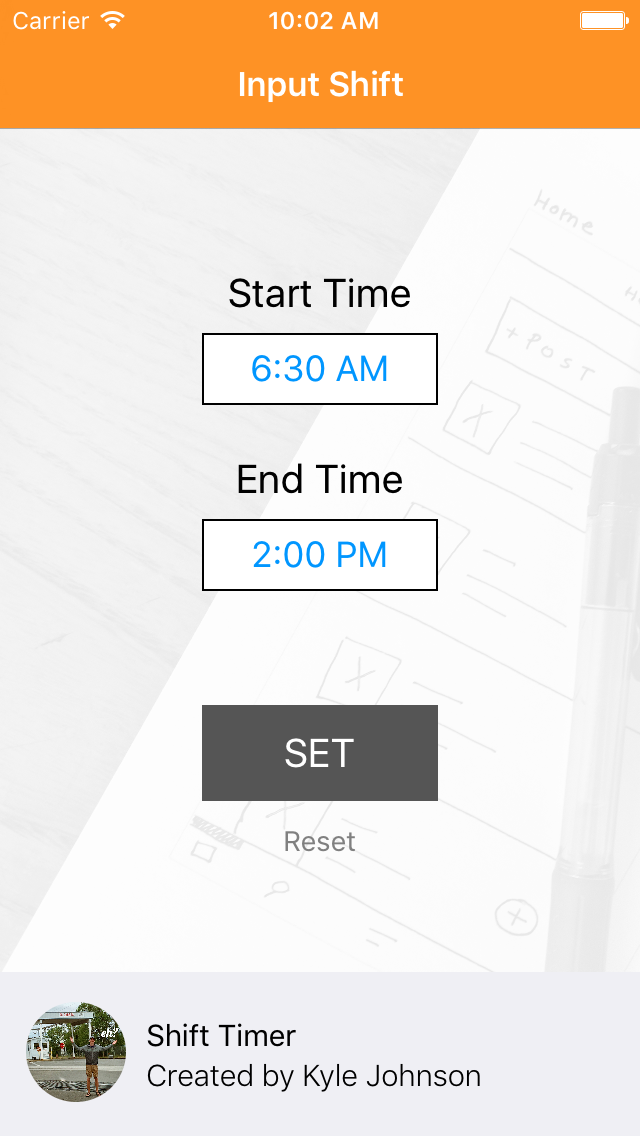 Carrier 10:02 AM
Input Shift
Home
+ POST
Start Time
6:30 AM
End Time
2:00 PM
SET
Reset
Shift Timer
Created by Kyle Johnson